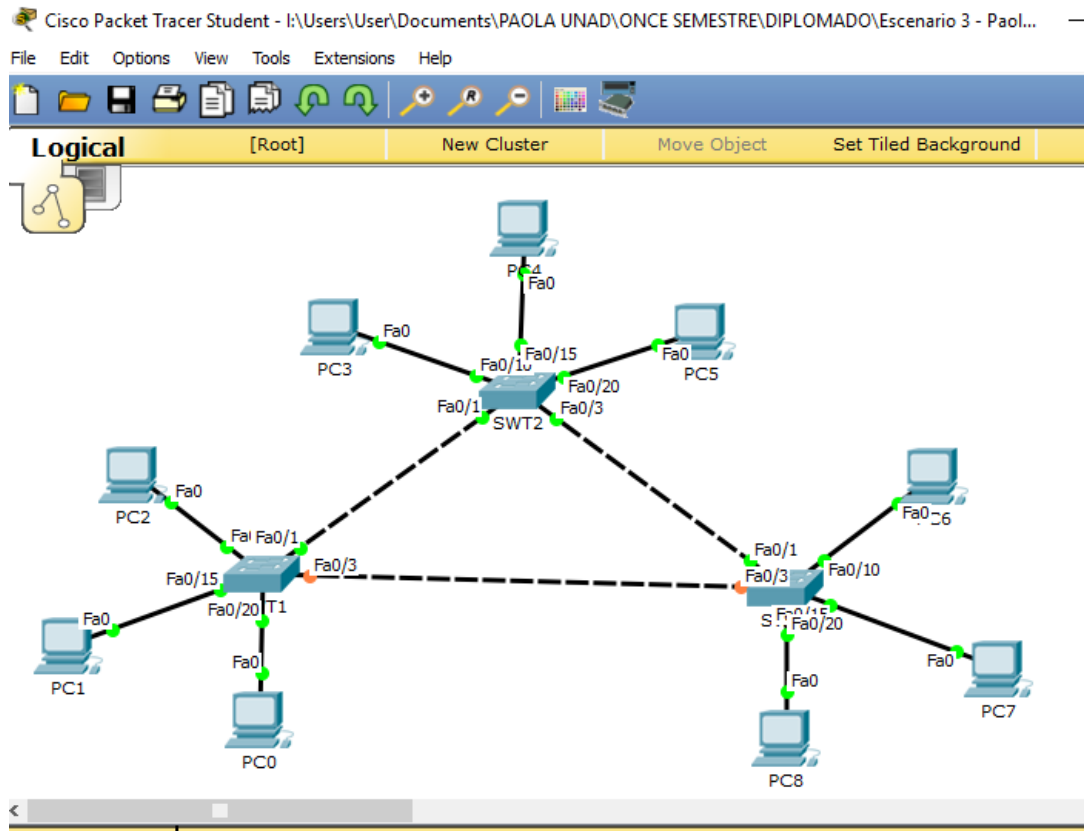 Cisco Packet Tracer Student - I:\Users\User\Documents\PAOLA UNAD\ONCE SEMESTRE\DIPLOMADO\Escenario 3 - Paol...
File Edit Options View Tools Extensions Help
Logical [Root] New Cluster Move Object Set Tiled Background
Fa0
Fa0
PC3
Fa0/15
Fa0
PC5
Fa0/20
Fa0/1
Fa0/3
SWT2
Fa0
PC2
Fa0/1
Fa0/3
Fa0/15
Fa0/20
Fa0
PC1
Fa0
PC0
Fa0
Fa0/1
Fa0/3
Fa0/10
Fa0/20
Fa0
PC7
Fa0
PC8